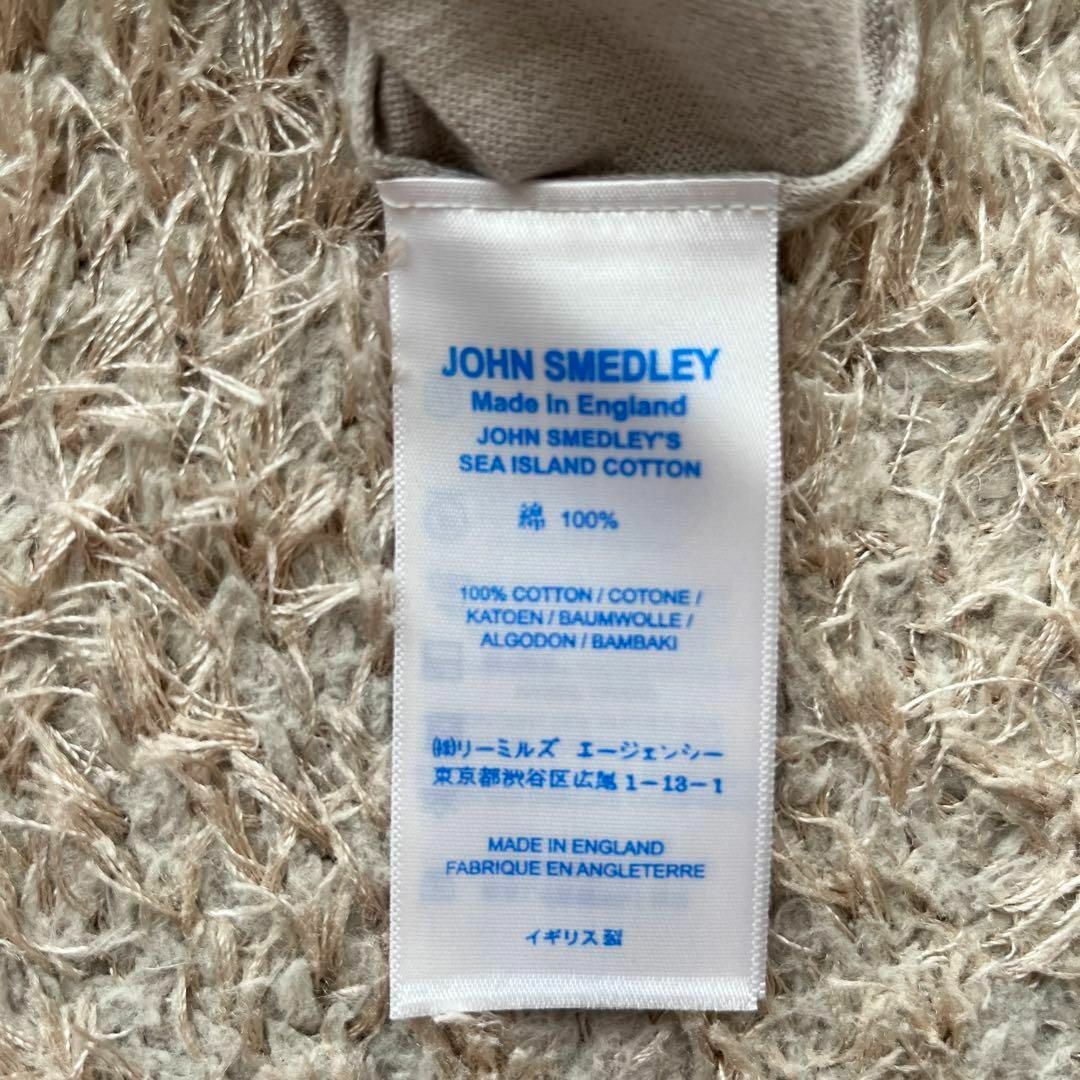 JOHN SMEDLEY
Made in England
JOHN SMEDLEY'S
SEA ISLAND COTTON
綿 100%
100% COTTON / COTONE /
KATOEN / BAUMWOLLE /
ALGODON / BAMBAKI
㈱リーミルズ エージェンシー
東京都渋谷区広尾1-13-1
MADE IN ENGLAND
FABRIQUE EN ANGLETERRE
イギリス製